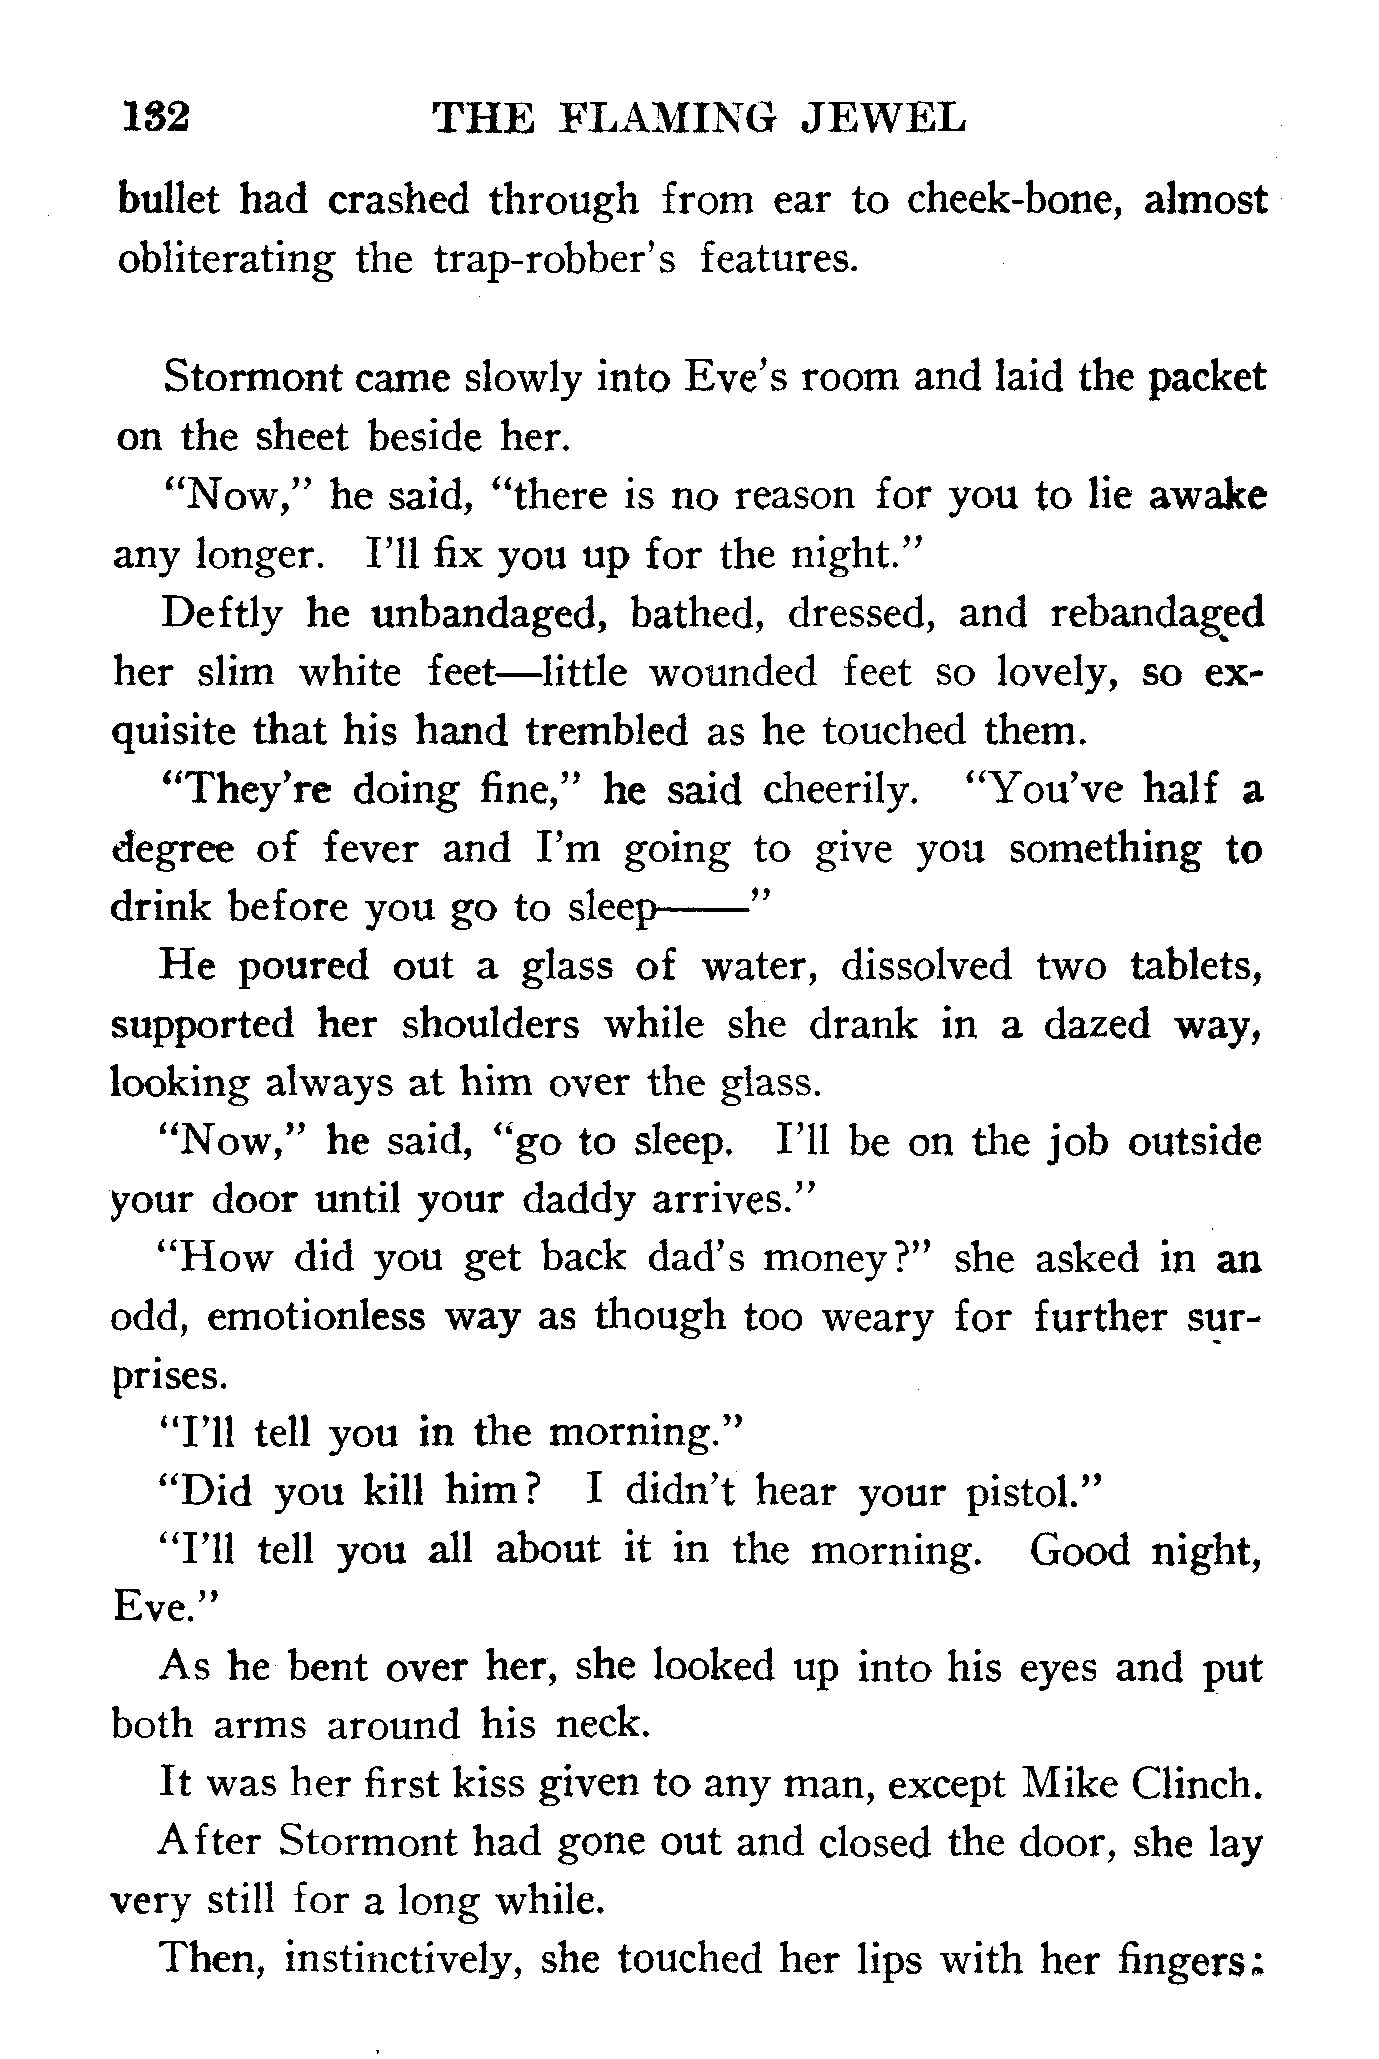 132 THE FLAMING JEWEL
bullet had crashed through from ear to cheek-bone, almost
obliterating the trap-robber's features.
Stormont came slowly into Eve's room and laid the packet
on the sheet beside her.
“Now,” he said, “there is no reason for you to lie awake
any longer. I'll fix you up for the night.”
Deftly he unbandaged, bathed, dressed, and rebandaged
her slim white feet—little wounded feet so lovely, so ex-
quisite that his hand trembled as he touched them.
“They're doing fine,” he said cheerily. “You've half a
degree of fever and I'm going to give you something to
drink before you go to sleep——”
He poured out a glass of water, dissolved two tablets,
supported her shoulders while she drank in a dazed way,
looking always at him over the glass.
“Now,” he said, “go to sleep. I'll be on the job outside
your door until your daddy arrives.”
“How did you get back dad's money?” she asked in an
odd, emotionless way as though too weary for further sur-
prises.
“I'll tell you in the morning.”
“Did you kill him? I didn't hear your pistol.”
“I'll tell you all about it in the morning. Good night,
Eve.”
As he bent over her, she looked up into his eyes and put
both arms around his neck.
It was her first kiss given to any man, except Mike Clinch.
After Stormont had gone out and closed the door, she lay
very still for a long while.
Then, instinctively, she touched her lips with her fingers;